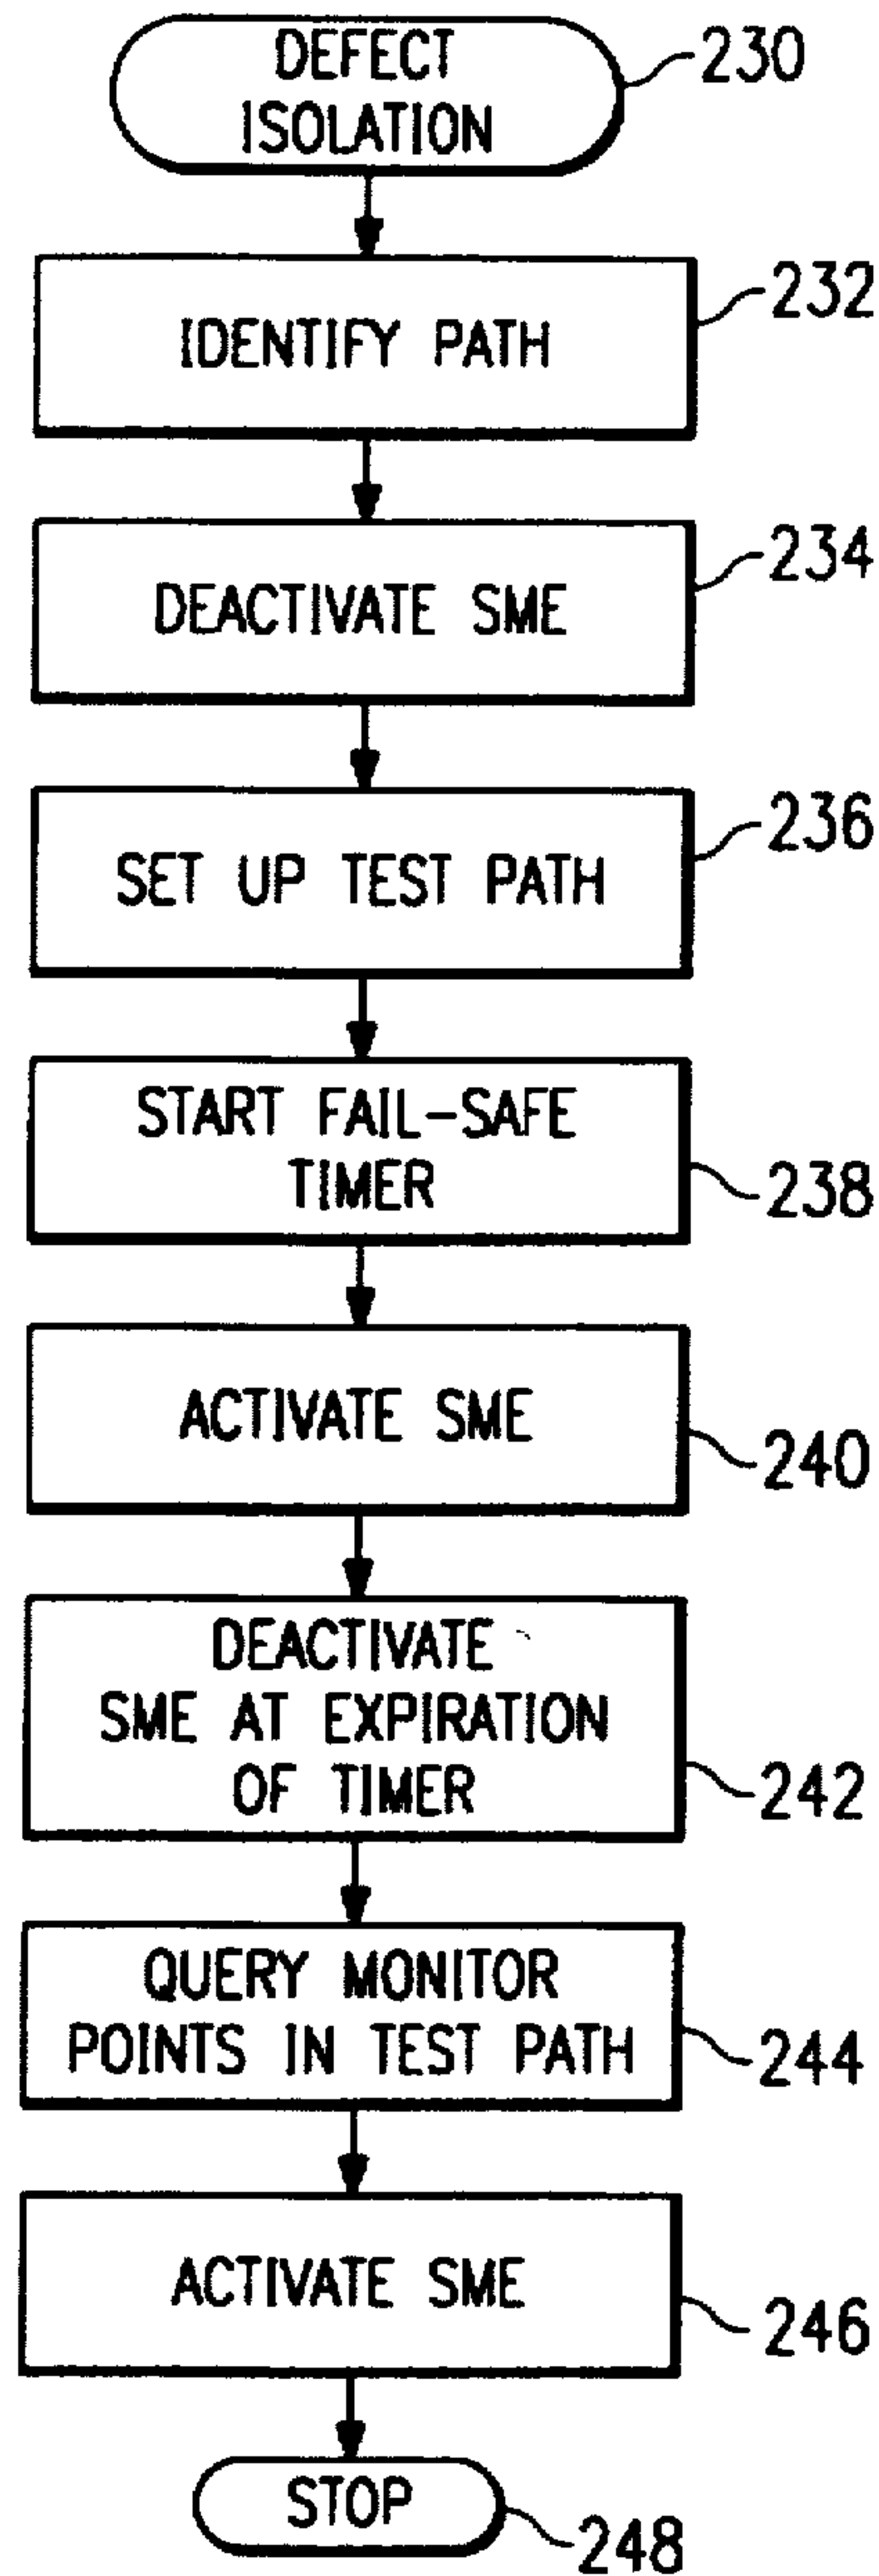 DEFECT
ISOLATION
230
IDENTIFY PATH
232
DEACTIVATE SME
234
SET UP TEST PATH
236
START FAIL-SAFE
TIMER
238
ACTIVATE SME
240
DEACTIVATE
SME AT EXPIRATION
OF TIMER
242
QUERY MONITOR
POINTS IN TEST PATH
244
ACTIVATE SME
246
STOP
248